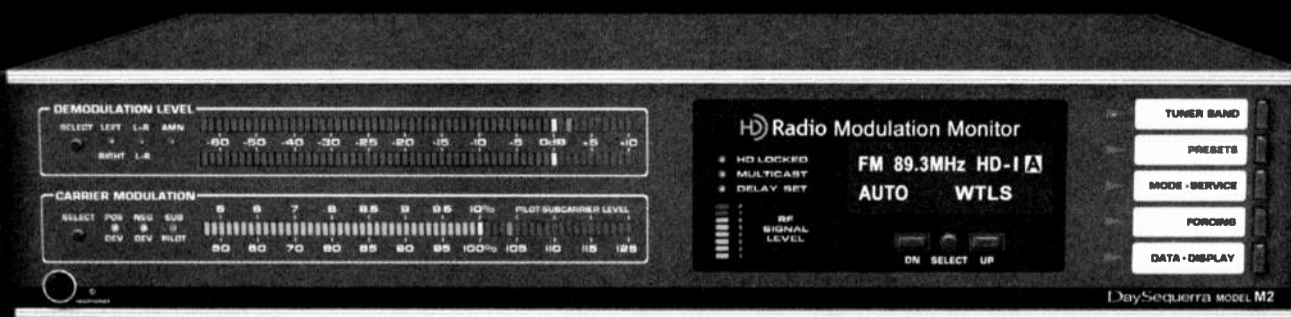 DEMODULATION LEVEL
SELECT LEFT L+R AMN
RIGHT L-R
-60 -50 -40 -30 -25 -20 -15 -10 -5 0dB +5 +10
CARRIER MODULATION
SELECT POS NEG SUB
DEV DEV PILOT
5 6 7 8 8.5 9 9.5 10% PILOT·SUBCARRIER LEVEL
50 60 70 80 85 90 95 100% 105 110 115 125
HEADPHONES
HD Radio Modulation Monitor
HD LOCKED
MULTICAST
DELAY SET
FM 89.3MHz HD-1 A
AUTO WTLS
RF
SIGNAL
LEVEL
DN SELECT UP
TUNER BAND
PRESETS
MODE·SERVICE
FORCING
DATA·DISPLAY
DaySequerra MODEL M2